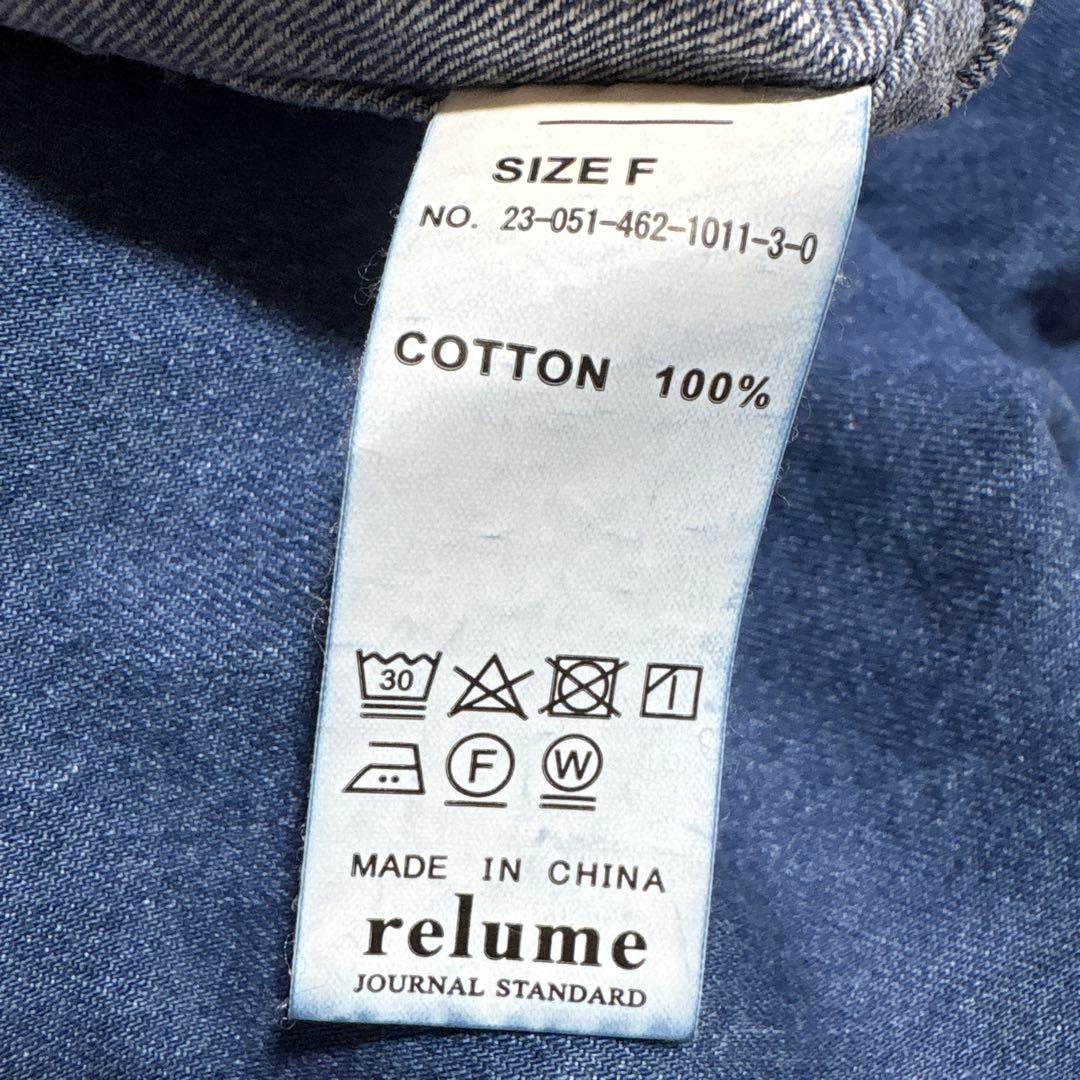 SIZE F
NO. 23-051-462-1011-3-0
COTTON 100%
30
F W
MADE IN CHINA
relume
JOURNAL STANDARD